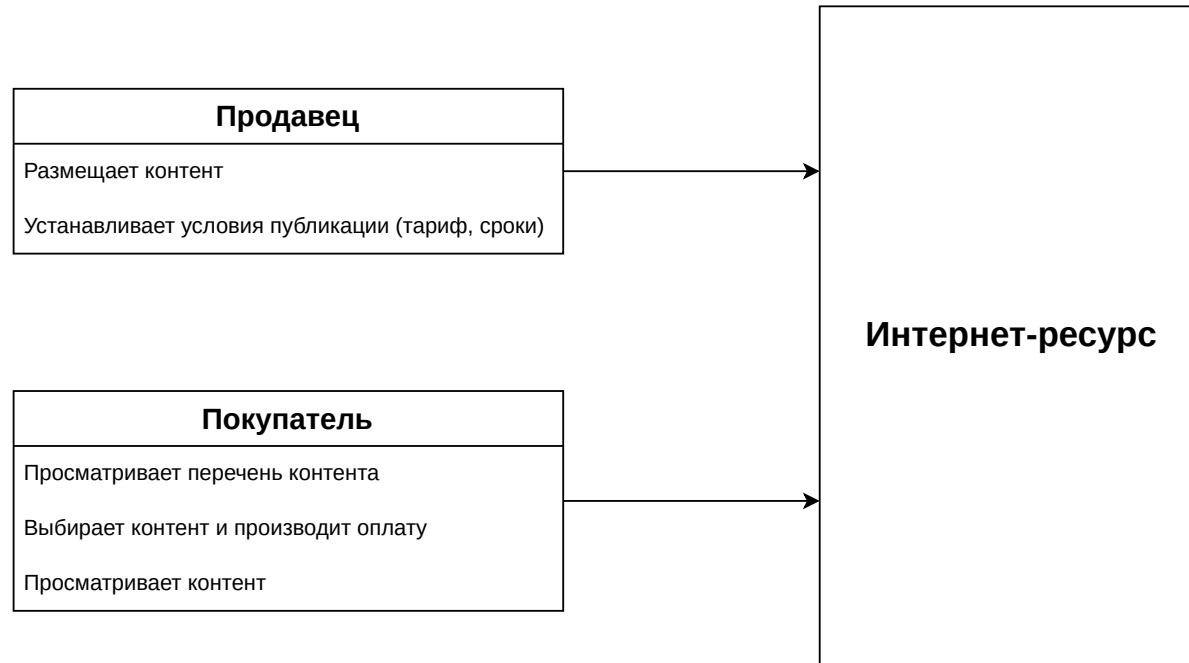 Продавец
Размещает контент
Устанавливает условия публикации (тариф, сроки)
Интернет-ресурс
Покупатель
Просматривает перечень контента
Выбирает контент и производит оплату
Просматривает контент